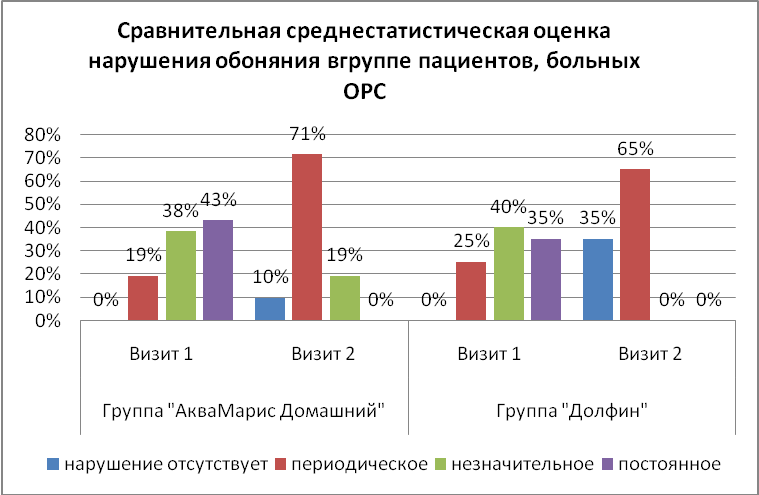 Сравнительная среднестатистическая оценка
нарушения обоняния вгруппе пациентов, больных
ОРС
80%
70%
60%
50%
40%
30%
20%
10%
0%
0%
19%
38%
43%
10%
71%
19%
0%
0%
25%
40%
35%
35%
65%
0%
0%
Визит 1
Визит 2
Визит 1
Визит 2
Группа "АкваМарис Домашний"
Группа "Долфин"
нарушение отсутствует
периодическое
незначительное
постоянное